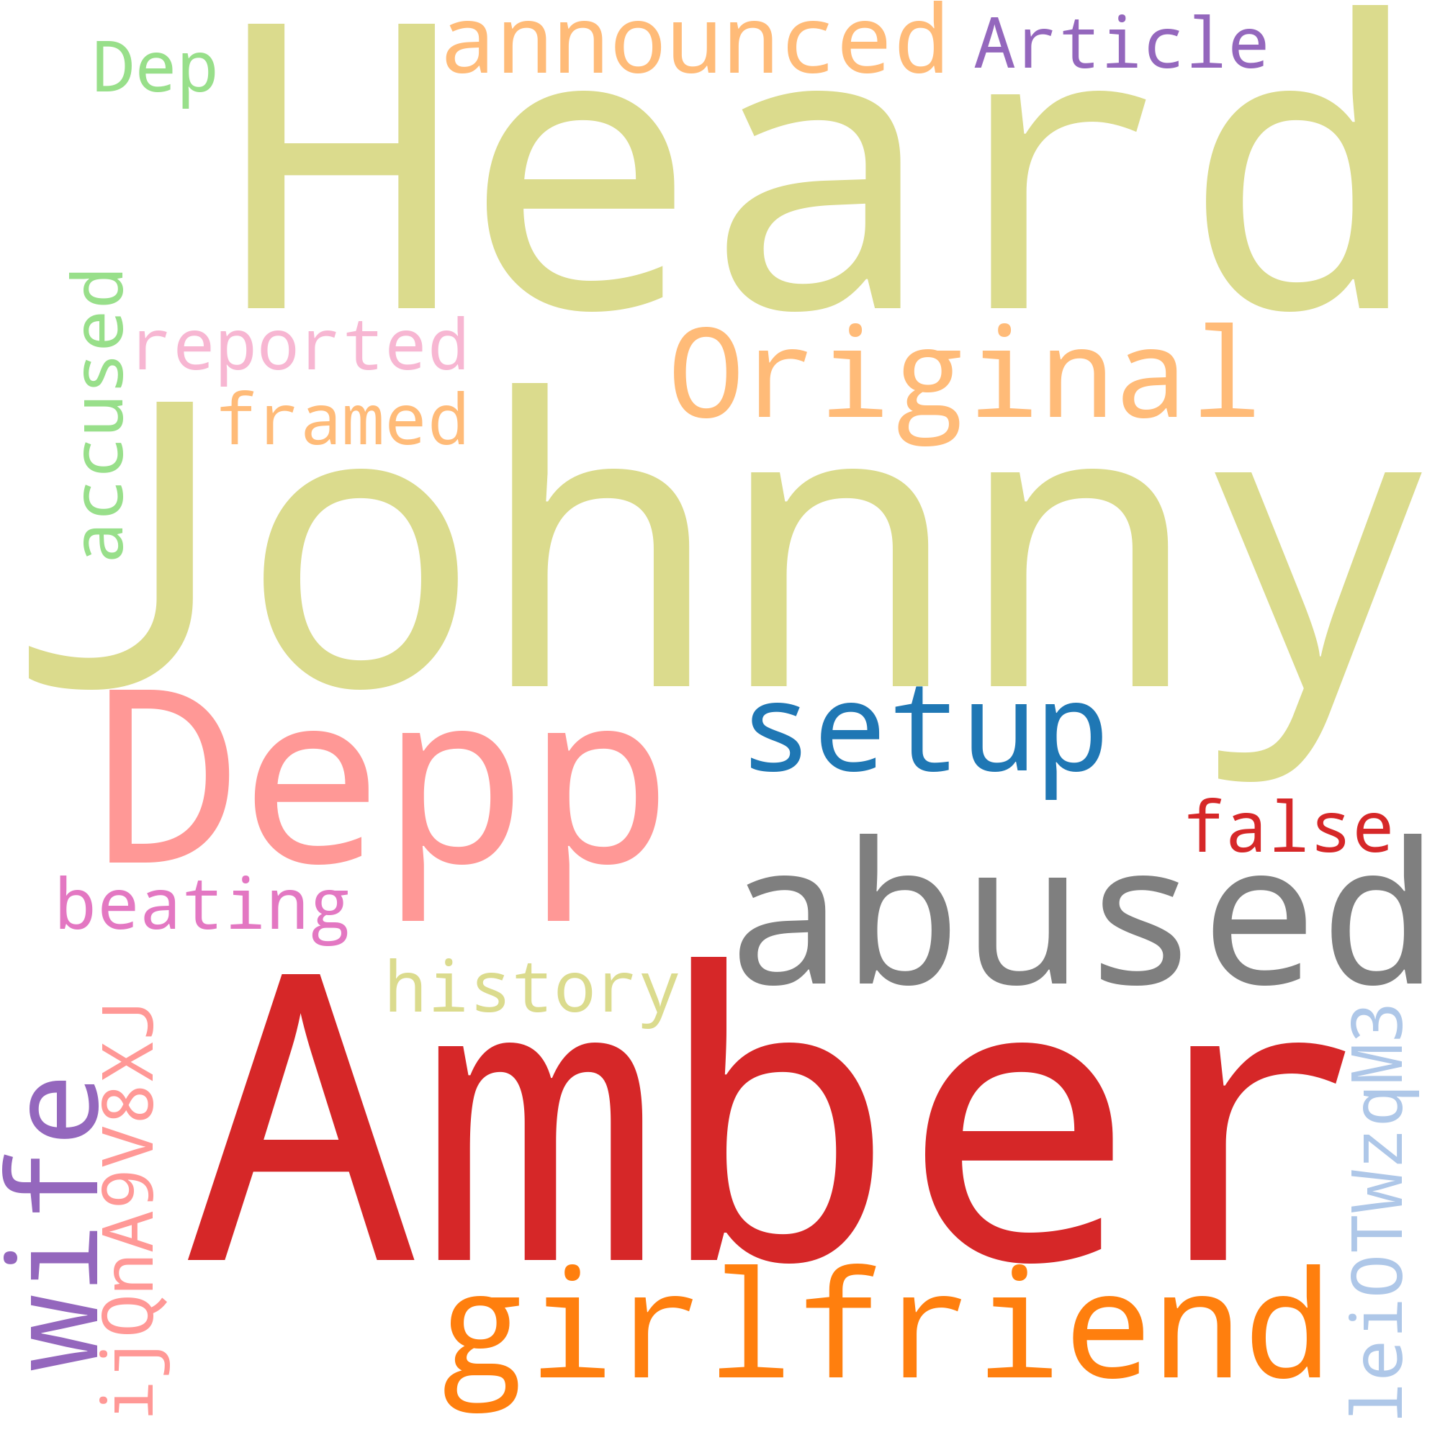 Dep
announced
Article
Heard
accused
reported
Original
framed
Johnny
Depp
setup
false
beating
abused
history
Amber
wife
ijQnA9V8XJ
leiOTWzqM3
girlfriend